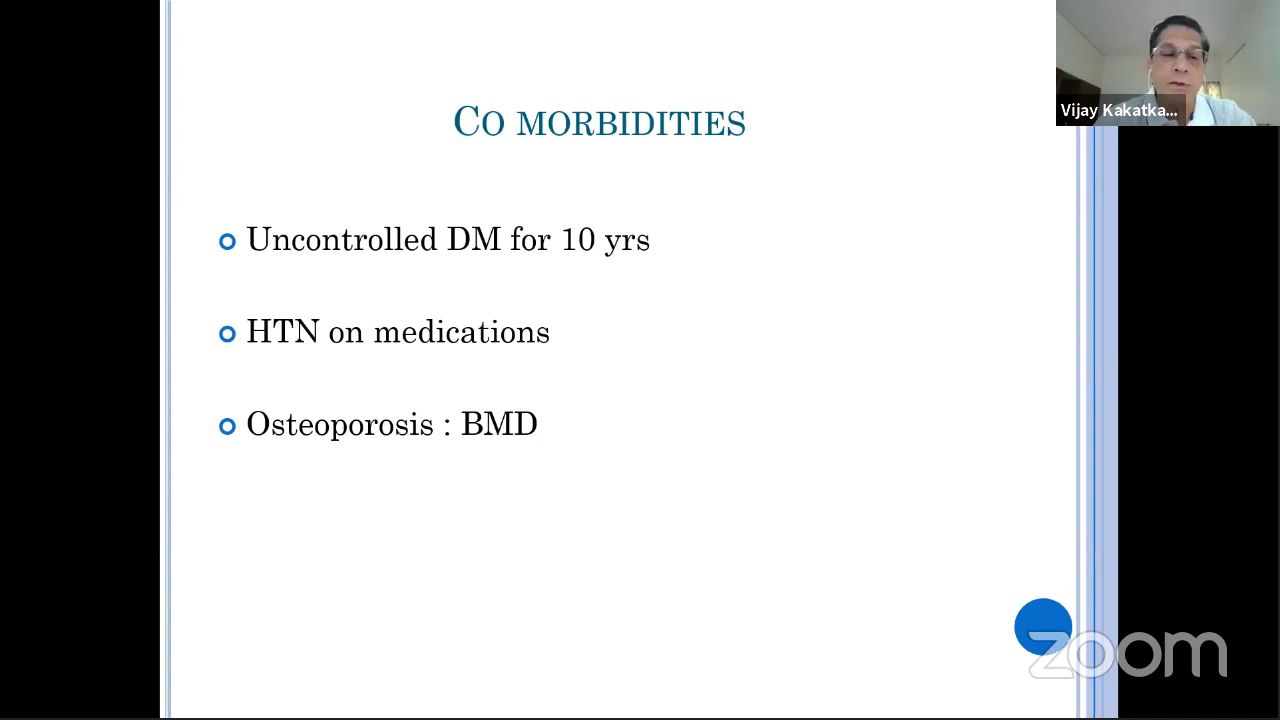 CO MORBIDITIES
Vijay Kakatka...
Uncontrolled DM for 10 yrs
HTN on medications
Osteoporosis : BMD
zoom